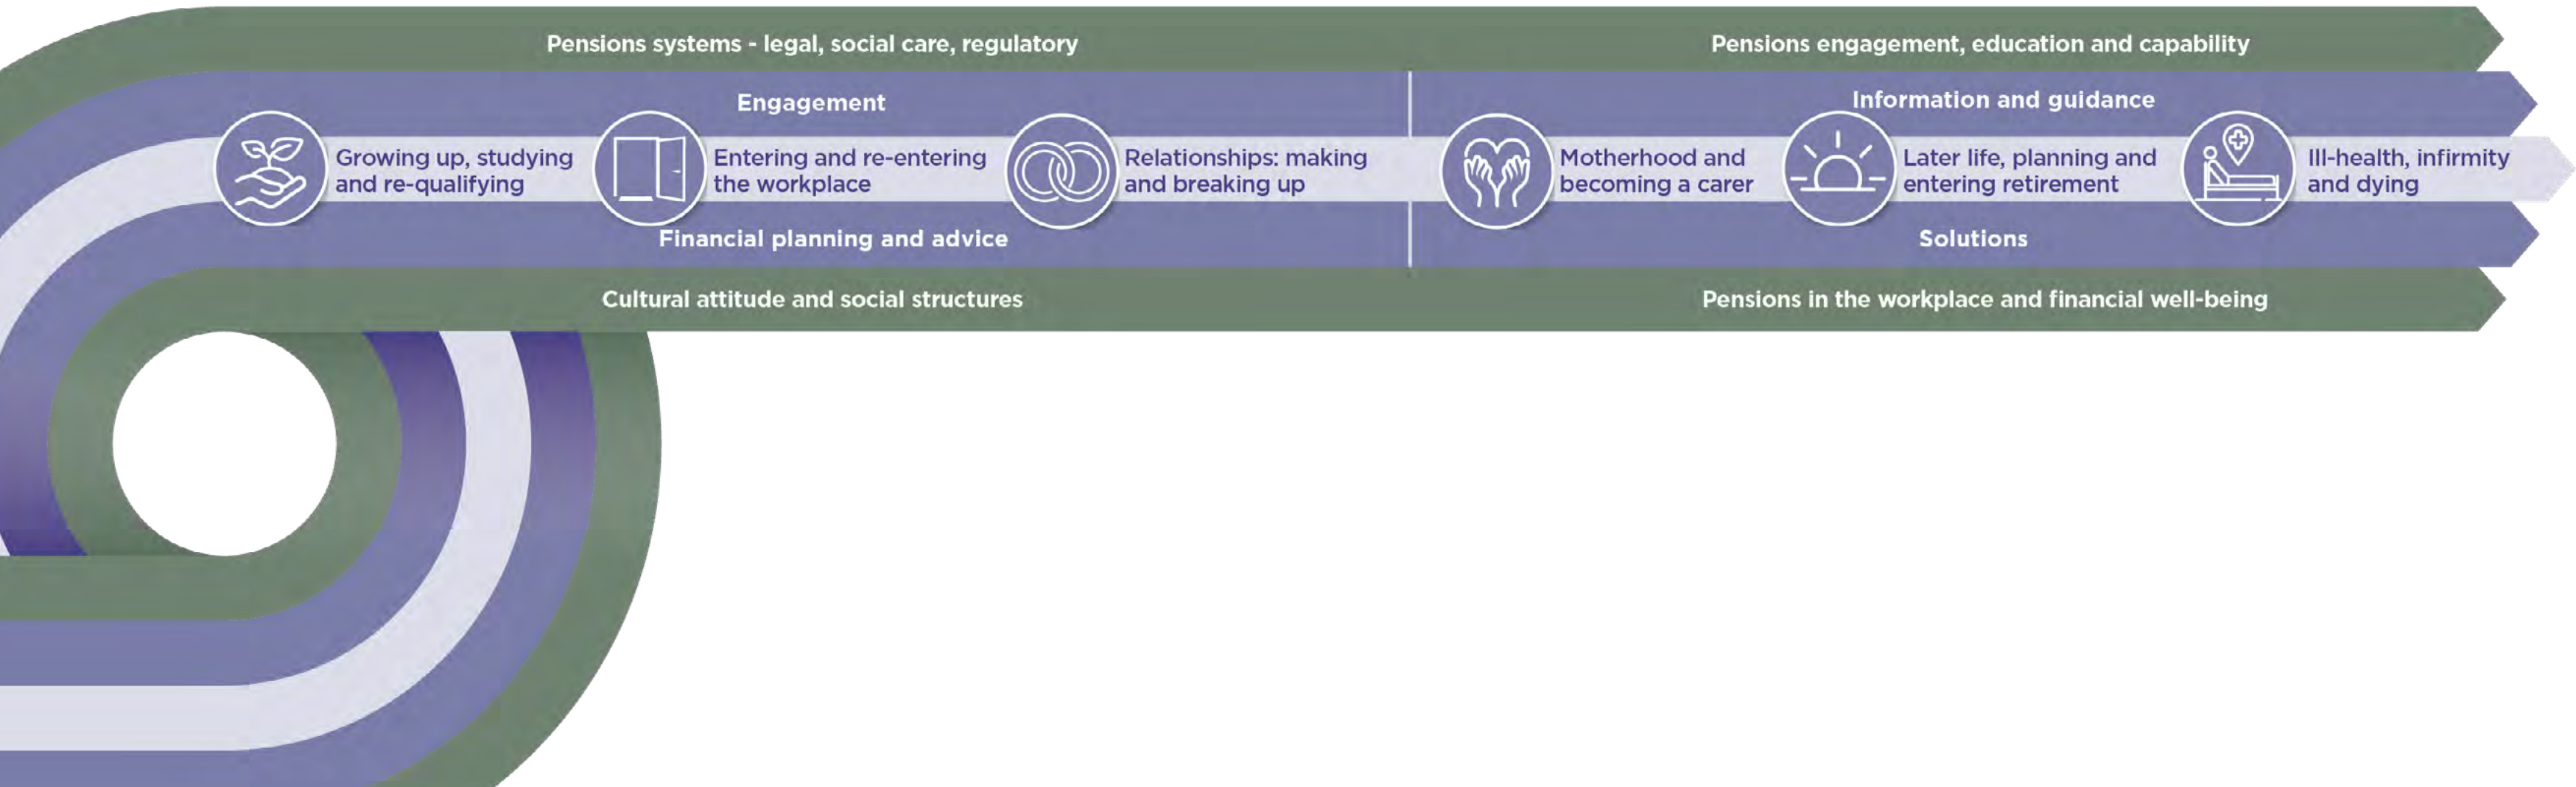 Pensions systems - legal, social care, regulatory
Pensions engagement, education and capability
Engagement
Information and guidance
Growing up, studying
and re-qualifying
Entering and re-entering
the workplace
Relationships: making
and breaking up
Motherhood and
becoming a carer
Later life, planning and
entering retirement
Ill-health, infirmity
and dying
Financial planning and advice
Solutions
Cultural attitude and social structures
Pensions in the workplace and financial well-being